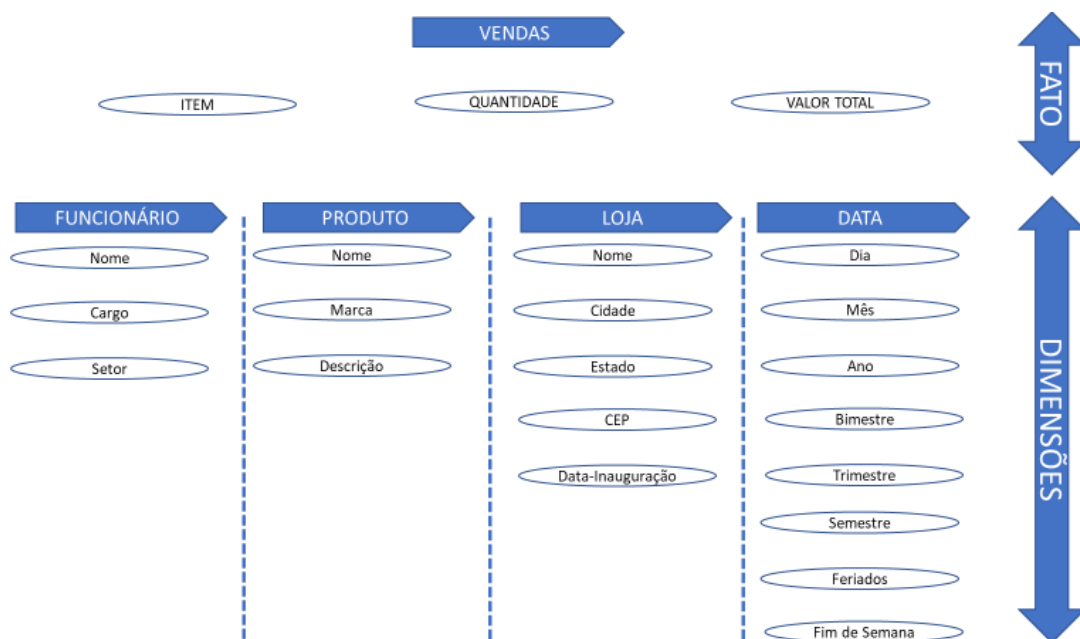 VENDAS
ITEM
QUANTIDADE
VALOR TOTAL
FATO
FUNCIONÁRIO
Nome
Cargo
Setor
PRODUTO
Nome
Marca
Descrição
LOJA
Nome
Cidade
Estado
CEP
Data-Inauguração
DATA
Dia
Mês
Ano
Bimestre
Trimestre
Semestre
Feriados
Fim de Semana
DIMENSÕES